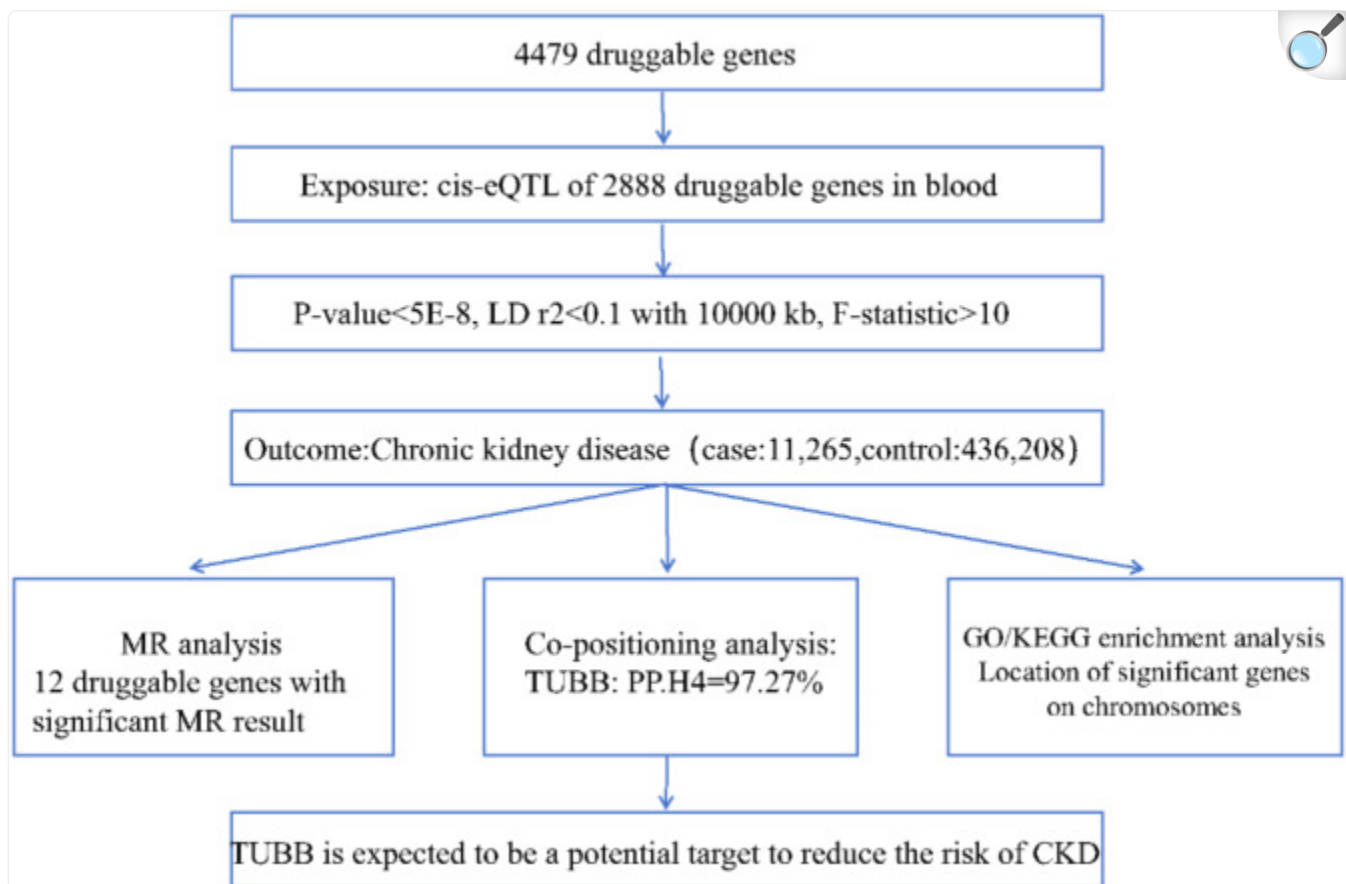 4479 druggable genes
Exposure: cis-eQTL of 2888 druggable genes in blood
P-value<5E-8, LD r2<0.1 with 10000 kb, F-statistic>10
Outcome:Chronic kidney disease（case:11,265,control:436,208）
MR analysis
12 druggable genes with
significant MR result
Co-positioning analysis:
TUBB: PP.H4=97.27%
GO/KEGG enrichment analysis
Location of significant genes
on chromosomes
TUBB is expected to be a potential target to reduce the risk of CKD